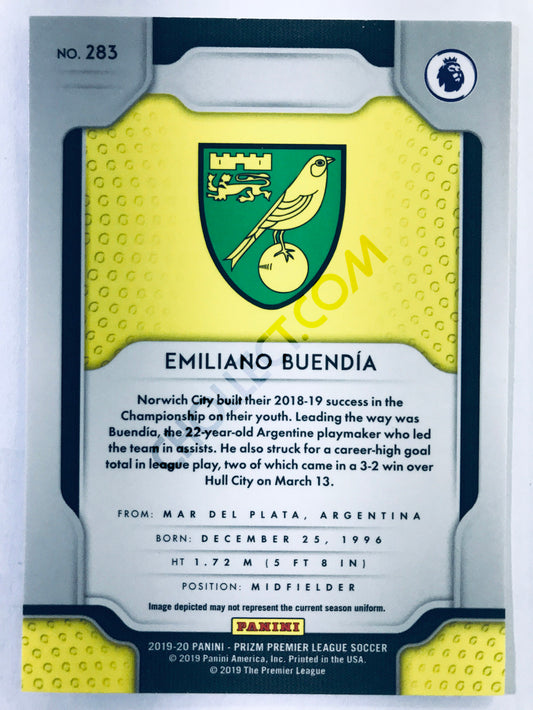 NO. 283
EMILIANO BUENDÍA
Norwich City built their 2018-19 success in the
Championship on their youth. Leading the way was
Buendía, the 22-year-old Argentine playmaker who led
the team in assists. He also struck for a career-high goal
total in league play, two of which came in a 3-2 win over
Hull City on March 13.
FROM: MAR DEL PLATA, ARGENTINA
BORN: DECEMBER 25, 1996
HT 1.72 M (5 FT 8 IN)
POSITION: MIDFIELDER
Image depicted may not represent the current season uniform.
PANINI
2019-20 PANINI - PRIZM PREMIER LEAGUE SOCCER
© 2019 Panini America, Inc. Printed in the USA.
© 2019 The Premier League